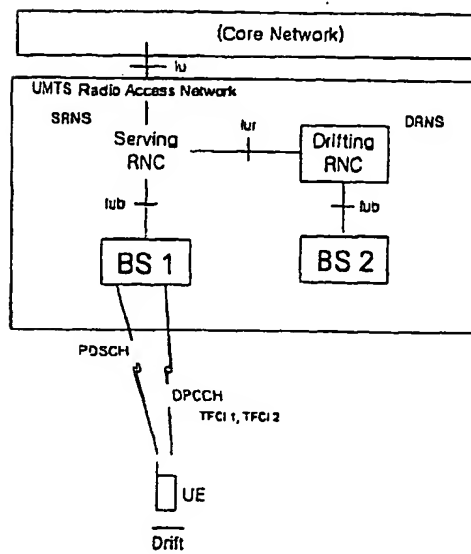 (Core Network)
Iu
UMTS Radio Access Network
SRNS
DRNS
Serving
RNC
Iur
Drifting
RNC
Iub
Iub
BS 1
BS 2
PDSCH
DPCCH
TFCI 1, TFCI 2
UE
Drift